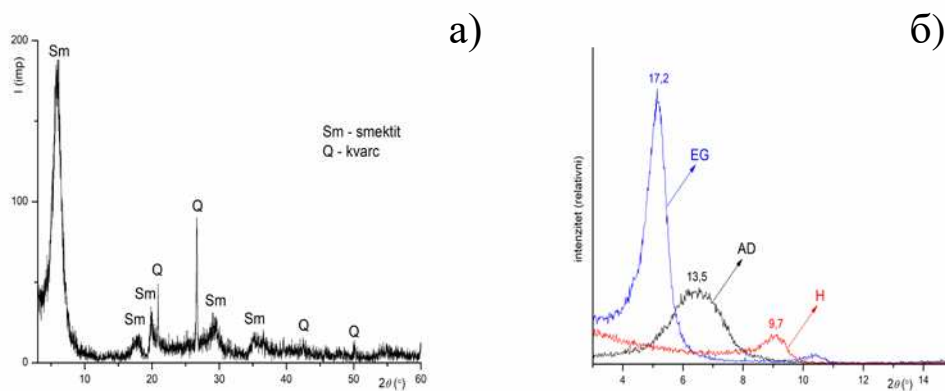 а)
200
100
0
I (imp)
Sm
Sm
Sm
Q
Q
Sm
Sm
Q
Q
Sm - smektit
Q - kvarc
10
20
30
40
50
60
2θ (°)
б)
intenzitet (relativni)
17,2
EG
AD
13,5
9,7
H
4
6
8
10
12
14
2θ (°)